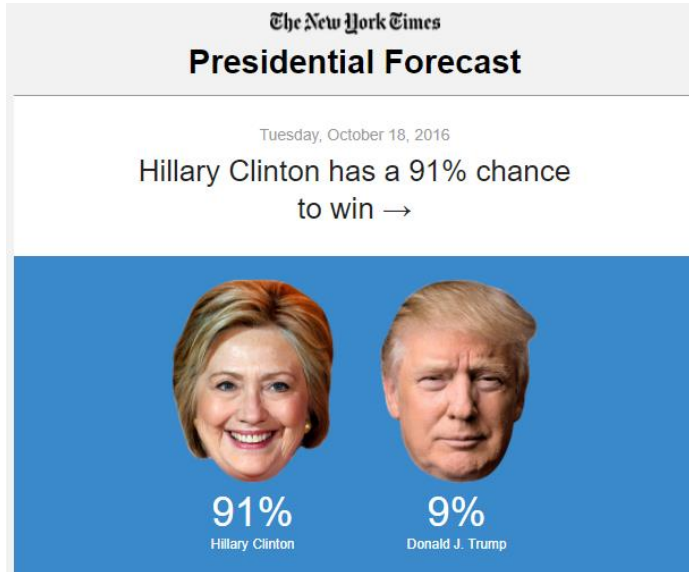 The New York Times
Presidential Forecast
Tuesday, October 18, 2016
Hillary Clinton has a 91% chance
to win →
91% 9%
Hillary Clinton Donald J. Trump